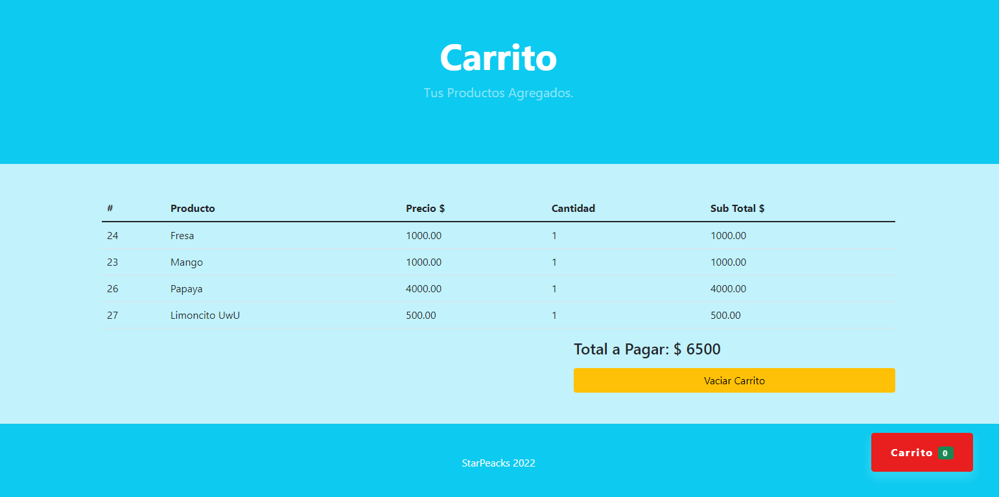 Carrito
Tus Productos Agregados.
# Producto Precio $ Cantidad Sub Total $
24 Fresa 1000.00 1 1000.00
23 Mango 1000.00 1 1000.00
26 Papaya 4000.00 1 4000.00
27 Limoncito UwU 500.00 1 500.00
Total a Pagar: $ 6500
Vaciar Carrito
Carrito 0
StarPeacks 2022